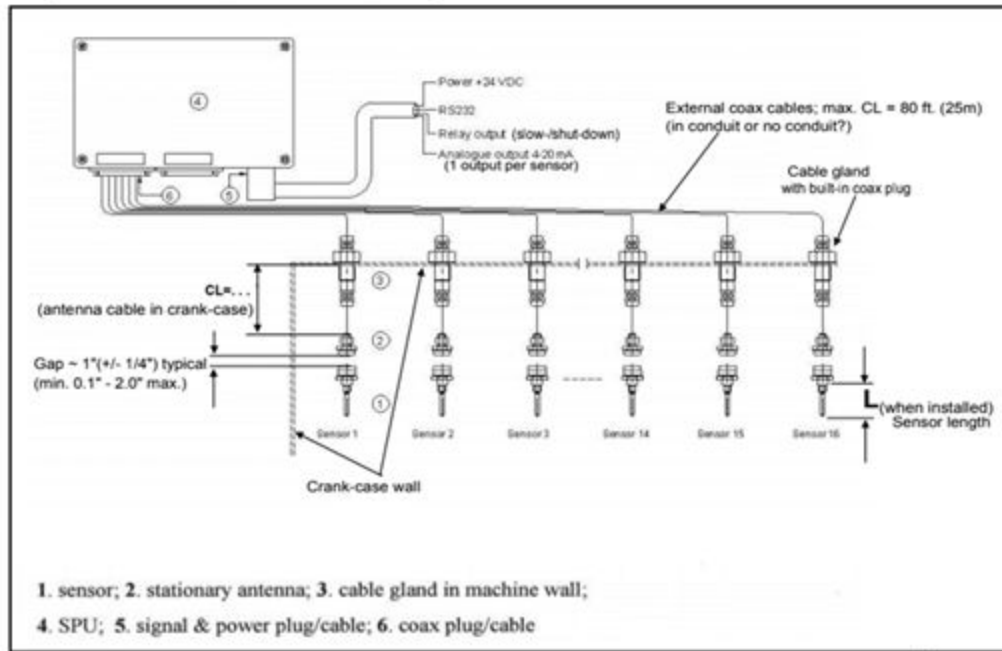 4
Power +24 VDC
RS232
Relay output (slow-/shut-down)
Analogue output 4-20 mA
(1 output per sensor)
External coax cables; max. CL = 80 ft. (25m)
(in conduit or no conduit?)
Cable gland
with built-in coax plug
6
5
CL=...
(antenna cable in crank-case)
3
2
Gap ~ 1"(+/- 1/4") typical
(min. 0.1" - 2.0" max.)
1
L(when installed)
Sensor length
Sensor 1
Sensor 2
Sensor 3
Sensor 14
Sensor 15
Sensor 16
Crank-case wall
1. sensor; 2. stationary antenna; 3. cable gland in machine wall;
4. SPU; 5. signal & power plug/cable; 6. coax plug/cable